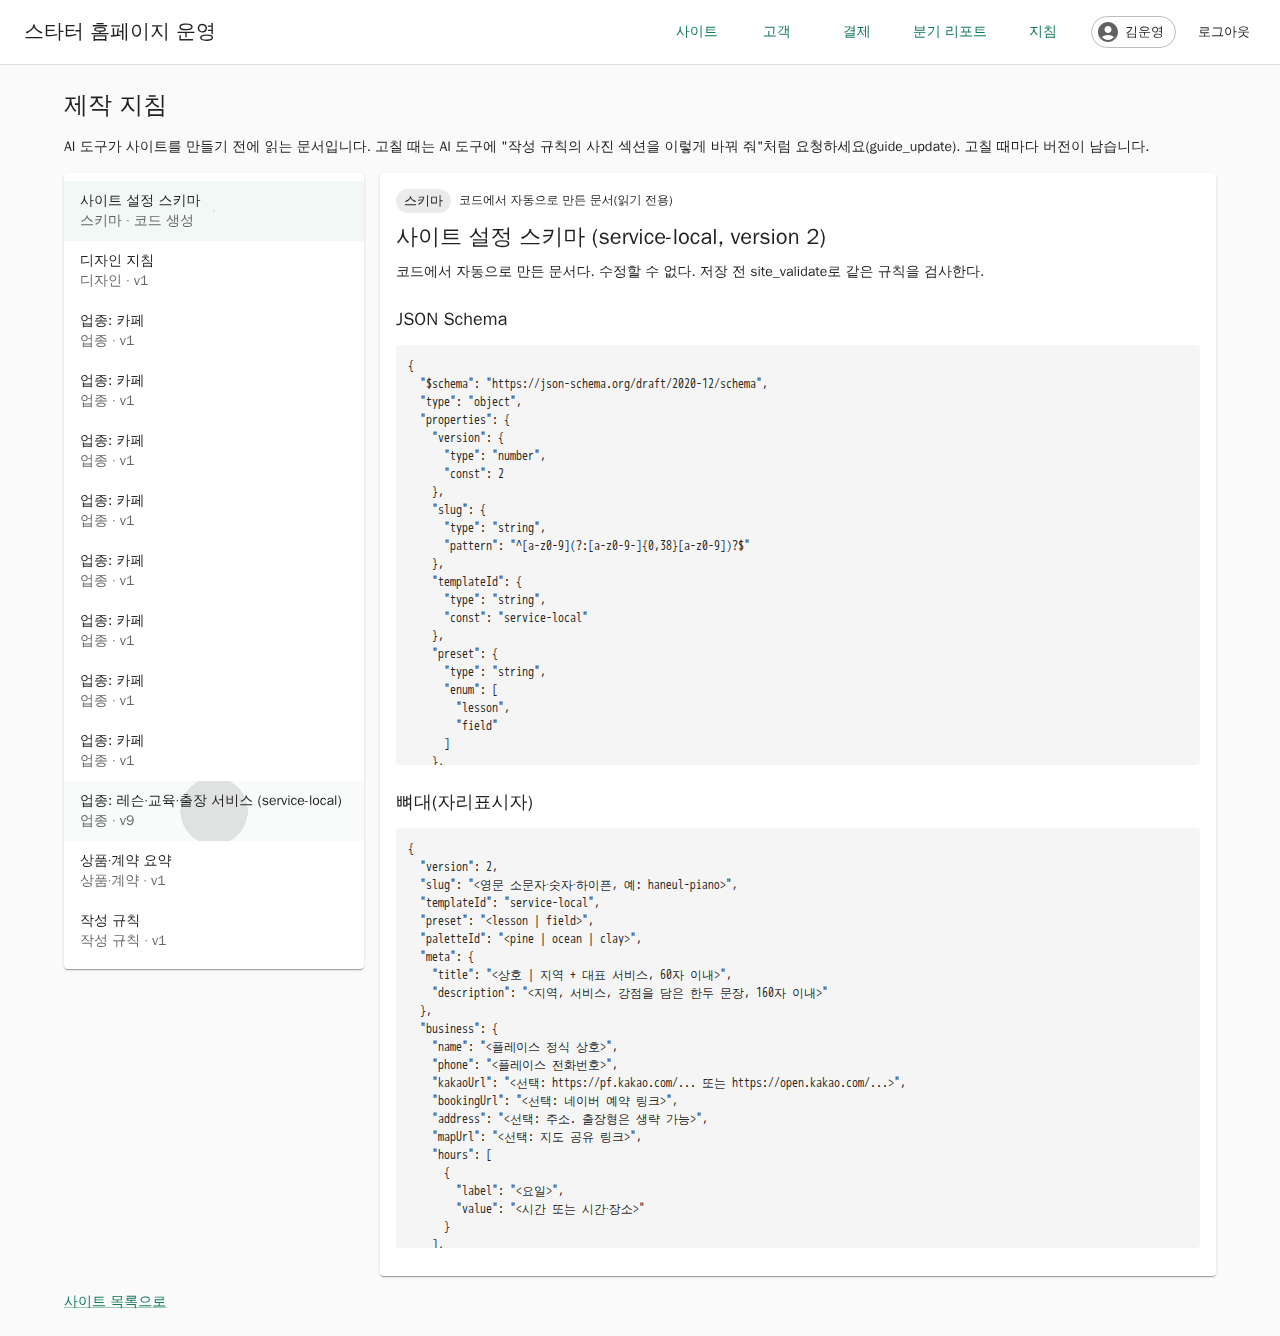 스타터 홈페이지 운영
사이트
고객
결제
분기 리포트
지침
김운영
로그아웃
제작 지침
AI 도구가 사이트를 만들기 전에 읽는 문서입니다. 고칠 때는 AI 도구에 "작성 규칙의 사진 섹션을 이렇게 바꿔 줘"처럼 요청하세요(guide_update). 고칠 때마다 버전이 남습니다.
사이트 설정 스키마
스키마 · 코드 생성
디자인 지침
디자인 · v1
업종: 카페
업종 · v1
업종: 카페
업종 · v1
업종: 카페
업종 · v1
업종: 카페
업종 · v1
업종: 카페
업종 · v1
업종: 카페
업종 · v1
업종: 카페
업종 · v1
업종: 카페
업종 · v1
업종: 레슨·교육·출장 서비스 (service-local)
업종 · v9
상품·계약 요약
상품·계약 · v1
작성 규칙
작성 규칙 · v1
스키마
코드에서 자동으로 만든 문서(읽기 전용)
사이트 설정 스키마 (service-local, version 2)
코드에서 자동으로 만든 문서다. 수정할 수 없다. 저장 전 site_validate로 같은 규칙을 검사한다.
JSON Schema
{
"$schema": "https://json-schema.org/draft/2020-12/schema",
"type": "object",
"properties": {
"version": {
"type": "number",
"const": 2
},
"slug": {
"type": "string",
"pattern": "^[a-z0-9](?:[a-z0-9-]{0,38}[a-z0-9])?$"
},
"templateId": {
"type": "string",
"const": "service-local"
},
"preset": {
"type": "string",
"enum": [
"lesson",
"field"
]
},
뼈대(자리표시자)
{
"version": 2,
"slug": "<영문 소문자·숫자·하이픈, 예: haneul-piano>",
"templateId": "service-local",
"preset": "<lesson | field>",
"paletteId": "<pine | ocean | clay>",
"meta": {
"title": "<상호 | 지역 + 대표 서비스, 60자 이내>",
"description": "<지역, 서비스, 강점을 담은 한두 문장, 160자 이내>"
},
"business": {
"name": "<플레이스 정식 상호>",
"phone": "<플레이스 전화번호>",
"kakaoUrl": "<선택: https://pf.kakao.com/... 또는 https://open.kakao.com/...>",
"bookingUrl": "<선택: 네이버 예약 링크>",
"address": "<선택: 주소. 출장형은 생략 가능>",
"mapUrl": "<선택: 지도 공유 링크>",
"hours": [
{
"label": "<요일>",
"value": "<시간 또는 시간·장소>"
}
],
사이트 목록으로